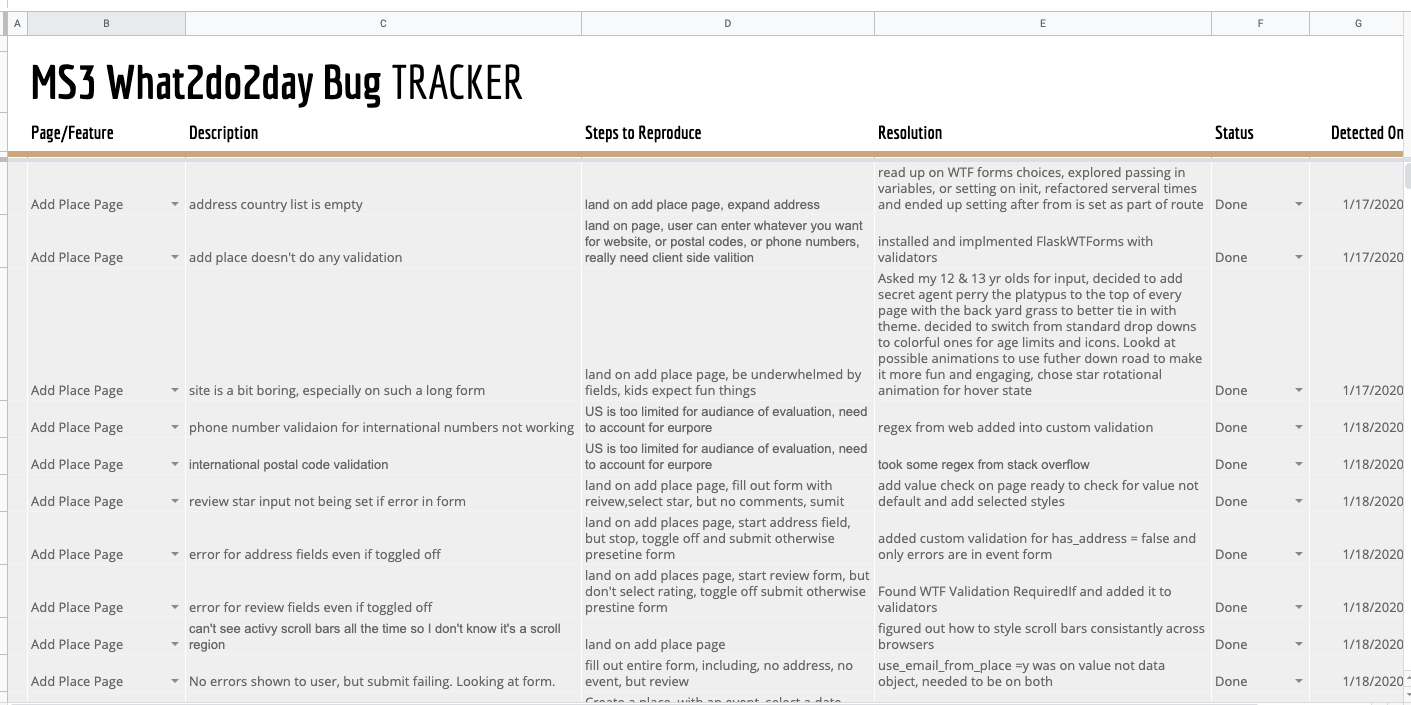 A B C D E F G
MS3 What2do2day Bug TRACKER
Page/Feature Description Steps to Reproduce Resolution Status Detected On
read up on WTF forms choices, explored passing in
variables, or setting on init, refactored serveral times
Add Place Page address country list is empty land on add place page, expand address and ended up setting after from is set as part of route Done 1/17/2020
land on page, user can enter whatever you want
for website, or postal codes, or phone numbers, installed and implmented FlaskWTForms with
Add Place Page add place doesn't do any validation really need client side valition validators Done 1/17/2020
Asked my 12 & 13 yr olds for input, decided to add
secret agent perry the platypus to the top of every
page with the back yard grass to better tie in with
theme. decided to switch from standard drop downs
to colorful ones for age limits and icons. Lookd at
possible animations to use futher down road to make
land on add place page, be underwhelmed by it more fun and engaging, chose star rotational
Add Place Page site is a bit boring, especially on such a long form fields, kids expect fun things animation for hover state Done 1/17/2020
US is too limited for audiance of evaluation, need
Add Place Page phone number validaion for international numbers not working to account for eurpore regex from web added into custom validation Done 1/18/2020
US is too limited for audiance of evaluation, need
Add Place Page international postal code validation to account for eurpore took some regex from stack overflow Done 1/18/2020
land on add place page, fill out form with add value check on page ready to check for value not
Add Place Page review star input not being set if error in form reivew,select star, but no comments, sumit default and add selected styles Done 1/18/2020
land on add places page, start address field,
but stop, toggle off and submit otherwise added custom validation for has_address = false and
Add Place Page error for address fields even if toggled off presetine form only errors are in event form Done 1/18/2020
land on add places page, start review form, but
don't select rating, toggle off submit otherwise Found WTF Validation RequiredIf and added it to
Add Place Page error for review fields even if toggled off prestine form validators Done 1/18/2020
can't see activy scroll bars all the time so I don't know it's a scroll figured out how to style scroll bars consistantly across
Add Place Page region land on add place page browsers Done 1/18/2020
fill out entire form, including, no address, no use_email_from_place =y was on value not data
Add Place Page No errors shown to user, but submit failing. Looking at form. event, but review object, needed to be on both Done 1/18/2020
Create a place, with an event, select a date